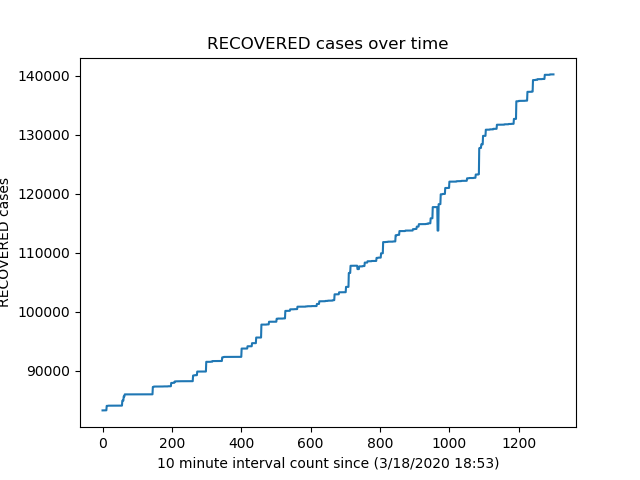 RECOVERED cases over time
140000
130000
120000
110000
100000
90000
RECOVERED cases
0 200 400 600 800 1000 1200
10 minute interval count since (3/18/2020 18:53)